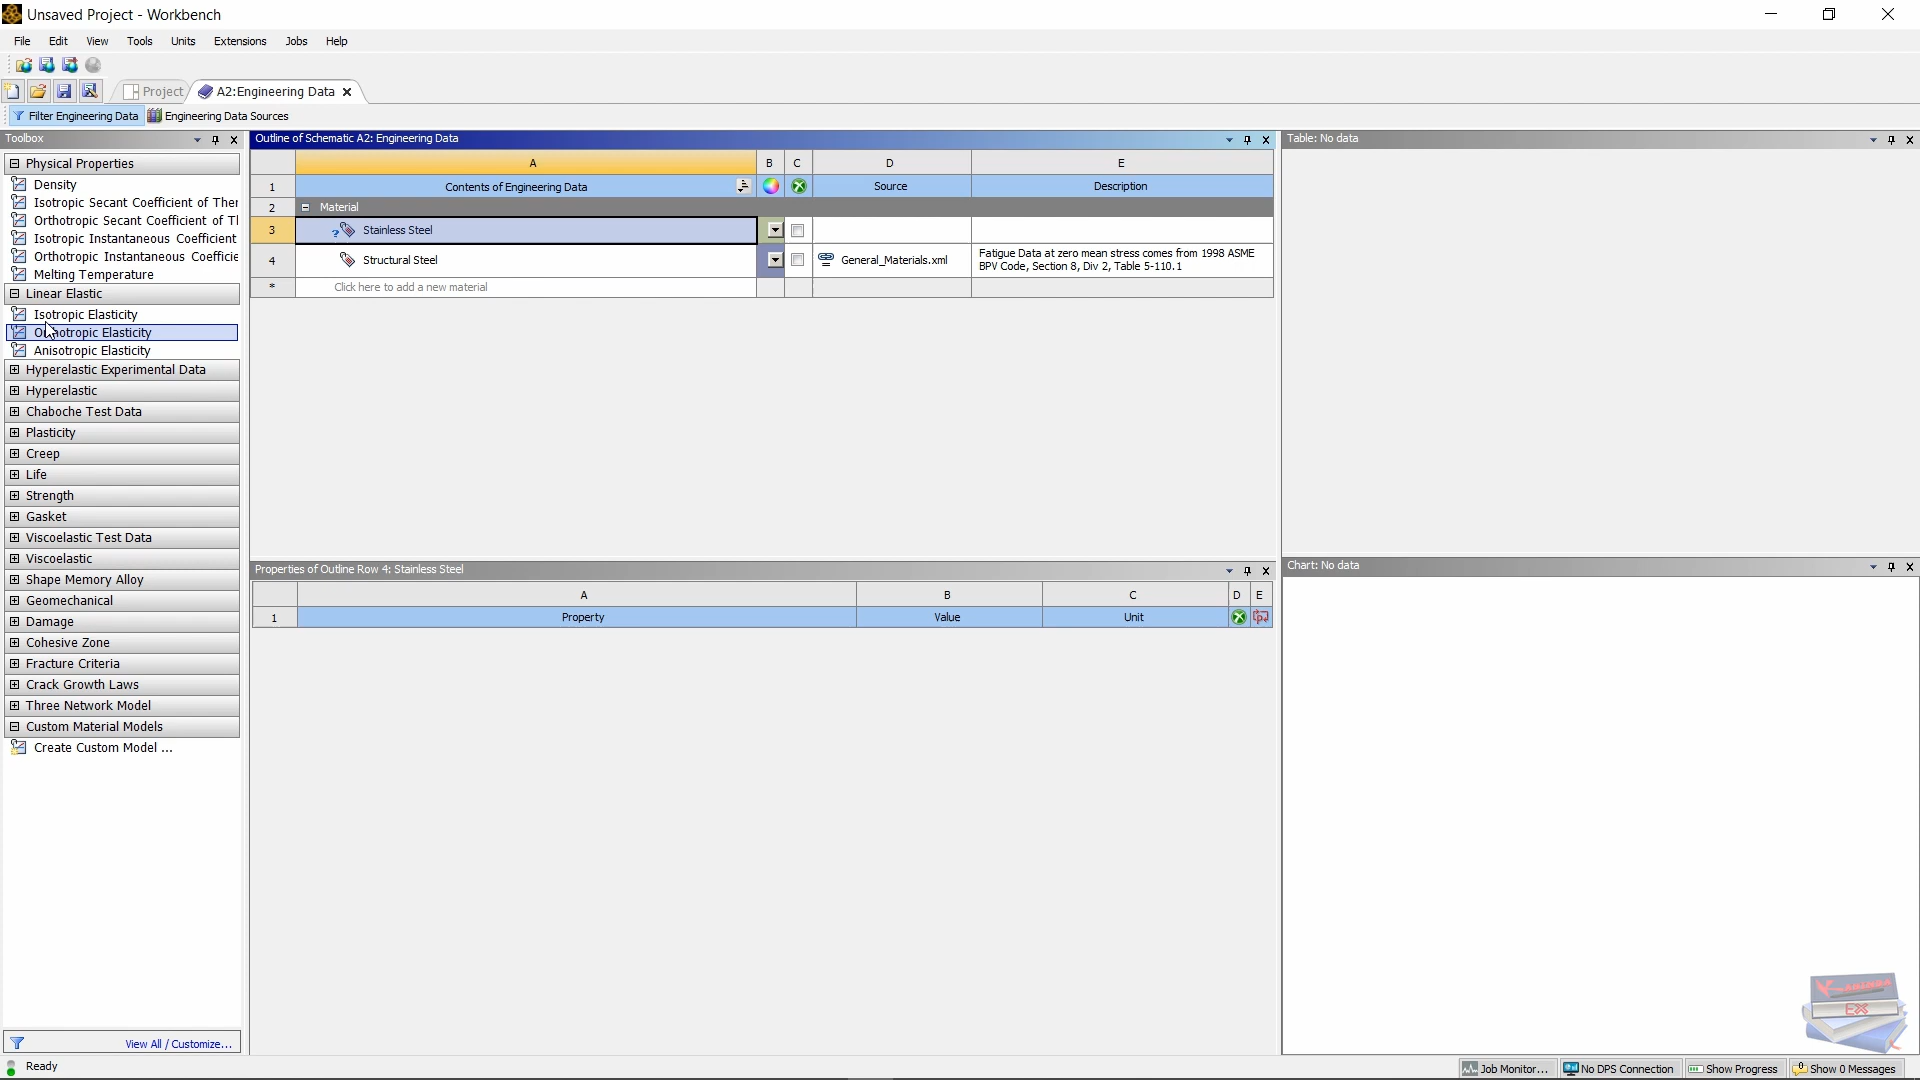 Unsaved Project - Workbench
File Edit View Tools Units Extensions Jobs Help
Project A2:Engineering Data
Filter Engineering Data Engineering Data Sources
Toolbox
Physical Properties
Density
Isotropic Secant Coefficient of Ther
Orthotropic Secant Coefficient of Tl
Isotropic Instantaneous Coefficient
Orthotropic Instantaneous Coefficie
Melting Temperature
Linear Elastic
Isotropic Elasticity
Orthotropic Elasticity
Anisotropic Elasticity
Hyperelastic Experimental Data
Hyperelastic
Chaboche Test Data
Plasticity
Creep
Life
Strength
Gasket
Viscoelastic Test Data
Viscoelastic
Shape Memory Alloy
Geomechanical
Damage
Cohesive Zone
Fracture Criteria
Crack Growth Laws
Three Network Model
Custom Material Models
Create Custom Model ...
View All / Customize...
Outline of Schematic A2: Engineering Data
A B C D E
1 Contents of Engineering Data Source Description
2 Material
3 ? Stainless Steel
4 Structural Steel General_Materials.xml Fatigue Data at zero mean stress comes from 1998 ASME
BPV Code, Section 8, Div 2, Table 5-110.1
* Click here to add a new material
Properties of Outline Row 4: Stainless Steel
A B C D E
1 Property Value Unit
Table: No data
Chart: No data
EX
Ready
Job Monitor... No DPS Connection Show Progress Show 0 Messages